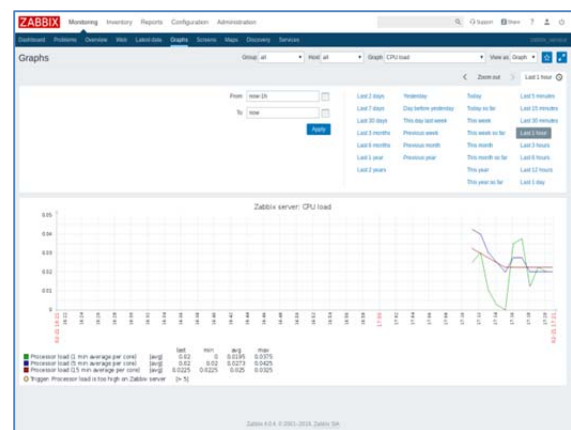 ZABBIX Monitoring Inventory Reports Configuration Administration Support Share ?
Dashboard Problems Overview Web Latest data Graphs Screens Maps Discovery Services
Graphs Group all Host all Graph CPU load View as Graph
Zoom out Last 1 hour
From now-1h
To now
Apply
Last 2 days Yesterday Today Last 5 minutes
Last 7 days Day before yesterday Today so far Last 15 minutes
Last 30 days This day last week This week Last 30 minutes
Last 3 months Previous week This week so far Last 1 hour
Last 6 months Previous month This month Last 3 hours
Last 1 year Previous year This month so far Last 6 hours
Last 2 years This year Last 12 hours
This year so far Last 1 day
Zabbix server: CPU load
0.05
0.04
0.03
0.02
0.01
0
last min avg max
Processor load (1 min average per core) [avg] 0.02 0 0.0195 0.0375
Processor load (5 min average per core) [avg] 0.02 0.02 0.0273 0.0425
Processor load (15 min average per core) [avg] 0.0225 0.0225 0.025 0.0325
Trigger: Processor load is too high on Zabbix server [> 5]
Zabbix 4.0.4. © 2001–2019, Zabbix SIA